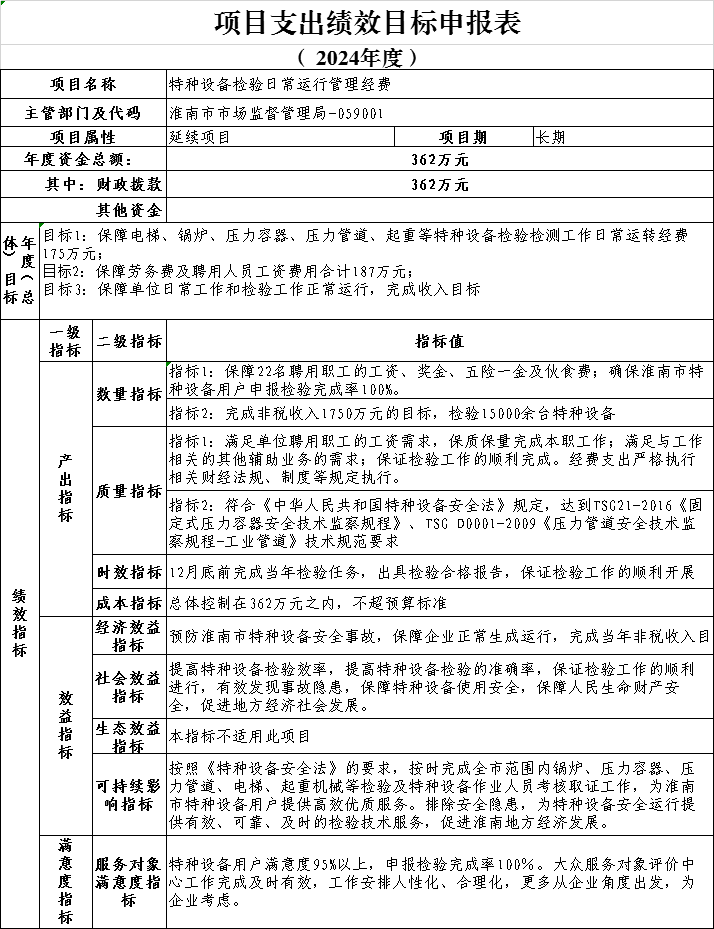 项目支出绩效目标申报表
（ 2024年度 ）
项目名称 特种设备检验日常运行管理经费
主管部门及代码 淮南市市场监督管理局-059001
项目属性 延续项目 项目期 长期
年度资金总额： 362万元
其中：财政拨款 362万元
其他资金
年度（总体）目标
目标1：保障电梯、锅炉、压力容器、压力管道、起重等特种设备检验检测工作日常运转经费
175万元；
目标2：保障劳务费及聘用人员工资费用合计187万元；
目标3：保障单位日常工作和检验工作正常运行，完成收入目标
绩效指标
一级指标 二级指标 指标值
产出指标
数量指标
指标1：保障22名聘用职工的工资、奖金、五险一金及伙食费；确保淮南市特
种设备用户申报检验完成率100%。
指标2：完成非税收入1750万元的目标，检验15000余台特种设备
质量指标
指标1：满足单位聘用职工的工资需求，保质保量完成本职工作；满足与工作
相关的其他辅助业务的需求；保证检验工作的顺利完成。经费支出严格执行
相关财经法规、制度等规定执行。
指标2：符合《中华人民共和国特种设备安全法》规定，达到TSG21-2016《固
定式压力容器安全技术监察规程》、TSG D0001-2009《压力管道安全技术监
察规程-工业管道》技术规范要求
时效指标 12月底前完成当年检验任务，出具检验合格报告，保证检验工作的顺利开展
成本指标 总体控制在362万元之内，不超预算标准
效益指标
经济效益
指标
预防淮南市特种设备安全事故，保障企业正常生成运行，完成当年非税收入目
社会效益
指标
提高特种设备检验效率，提高特种设备检验的准确率，保证检验工作的顺利
进行，有效发现事故隐患，保障特种设备使用安全，保障人民生命财产安
全，促进地方经济社会发展。
生态效益
指标
本指标不适用此项目
可持续影
响指标
按照《特种设备安全法》的要求，按时完成全市范围内锅炉、压力容器、压
力管道、电梯、起重机械等检验及特种设备作业人员考核取证工作，为淮南
市特种设备用户提供高效优质服务。排除安全隐患，为特种设备安全运行提
供有效、可靠、及时的检验技术服务，促进淮南地方经济发展。
满意度指标
服务对象
满意度指
标
特种设备用户满意度95%以上，申报检验完成率100%。大众服务对象评价中
心工作完成及时有效，工作安排人性化、合理化，更多从企业角度出发，为
企业考虑。